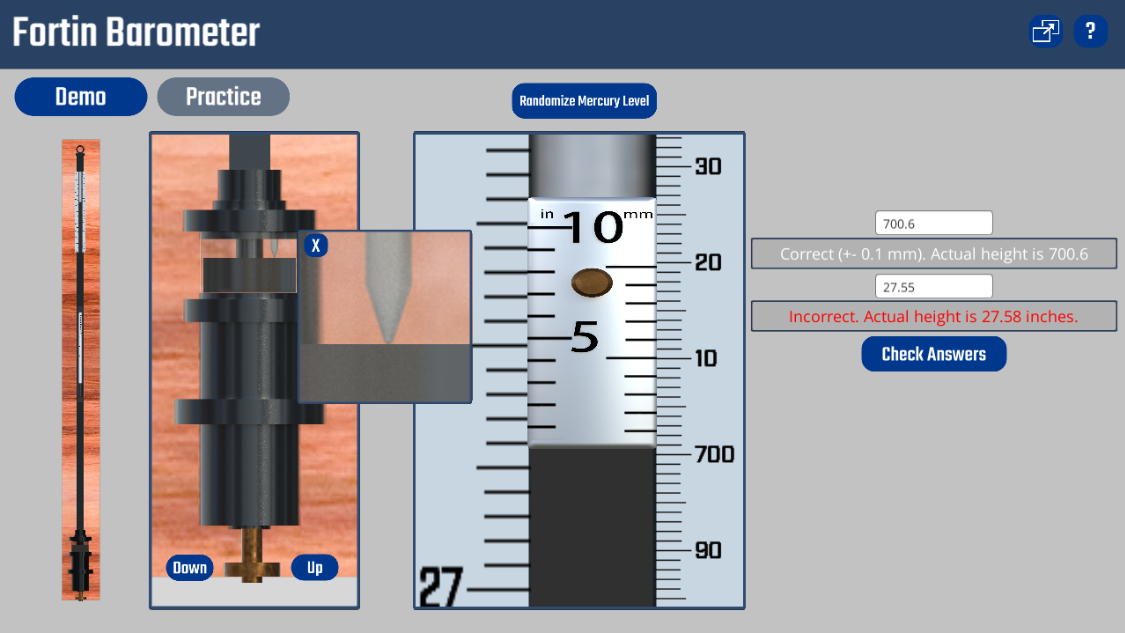 Fortin Barometer
?
Demo
Practice
Randomize Mercury Level
X
Down
Up
in 10 mm
5
27
30
20
10
700
90
700.6
Correct (+- 0.1 mm). Actual height is 700.6
27.55
Incorrect. Actual height is 27.58 inches.
Check Answers